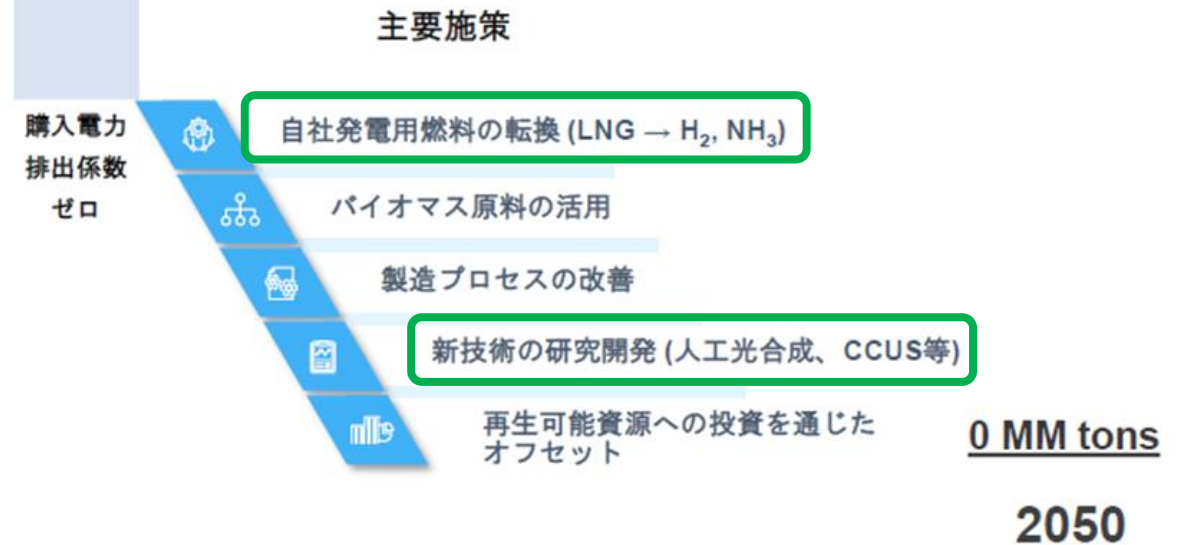 主要施策
購入電力
排出係数
ゼロ
自社発電用燃料の転換 (LNG → H₂, NH₃)
バイオマス原料の活用
製造プロセスの改善
新技術の研究開発 (人工光合成、CCUS等)
再生可能資源への投資を通じた
オフセット
0 MM tons
2050